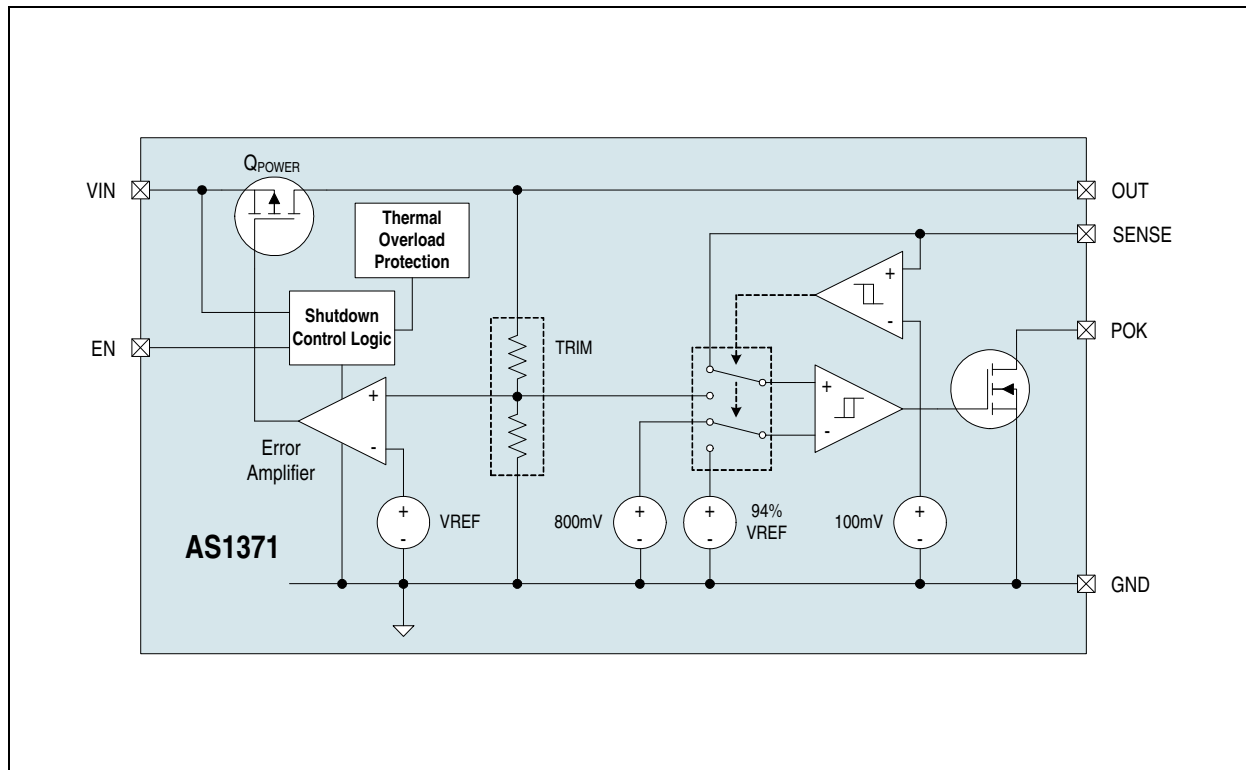 Q_POWER
VIN
OUT
Thermal
Overload
Protection
SENSE
Shutdown
Control Logic
EN
TRIM
POK
+
-
+
-
+
-
Error
Amplifier
+
-
VREF
800mV
+
-
+
-
94%
VREF
100mV
+
-
AS1371
GND